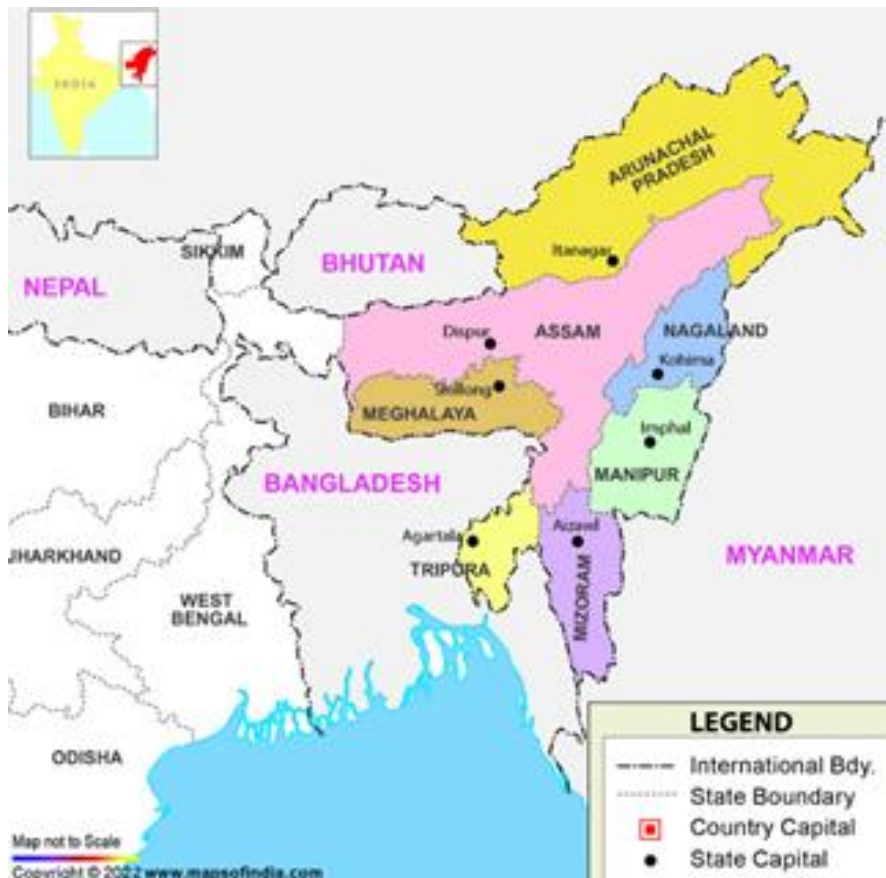 INDIA
ARUNACHAL
PRADESH
SIKKIM
BHUTAN
Itanagar
NEPAL
Dispur
ASSAM
NAGALAND
Kohima
Shillong
BIHAR
MEGHALAYA
Imphal
MANIPUR
BANGLADESH
Aizawl
Agartala
JHARKHAND
TRIPURA
MYANMAR
WEST
BENGAL
MIZORAM
ODISHA
LEGEND
International Bdy.
State Boundary
Country Capital
State Capital
Map not to Scale
Copyright © 2022 www.mapsofindia.com